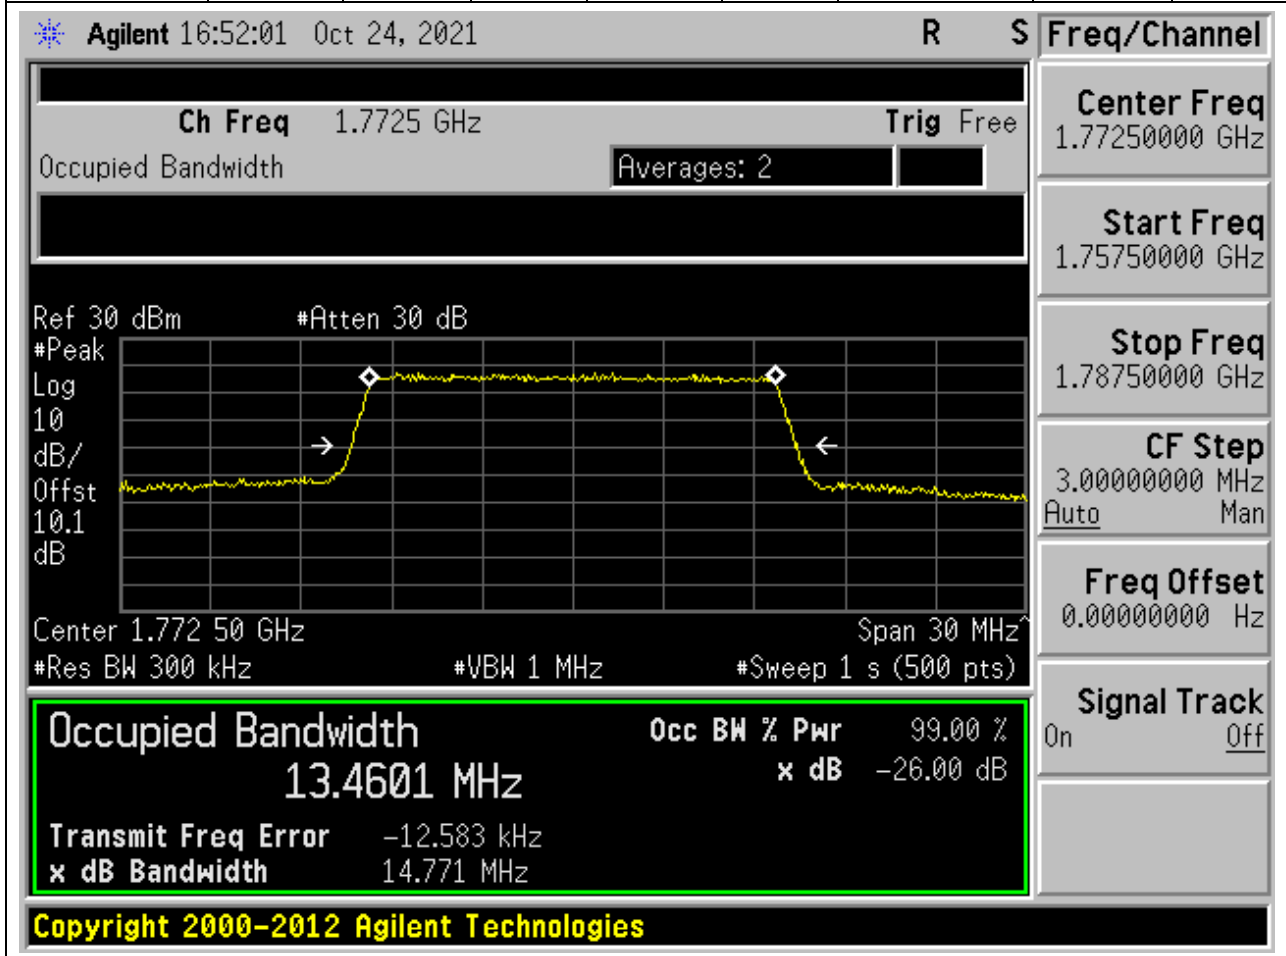 Agilent 16:52:01 Oct 24, 2021 R S
Freq/Channel
Ch Freq 1.7725 GHz Trig Free
Occupied Bandwidth Averages: 2
Center Freq
1.77250000 GHz
Start Freq
1.75750000 GHz
Stop Freq
1.78750000 GHz
CF Step
3.00000000 MHz
Auto Man
Freq Offset
0.00000000 Hz
Signal Track
On Off
Ref 30 dBm #Atten 30 dB
#Peak
Log
10
dB/
Offst
10.1
dB
Center 1.772 50 GHz Span 30 MHz^
#Res BW 300 kHz #VBW 1 MHz #Sweep 1 s (500 pts)
Occupied Bandwidth Occ BW % Pwr 99.00 %
13.4601 MHz x dB -26.00 dB
Transmit Freq Error -12.583 kHz
x dB Bandwidth 14.771 MHz
Copyright 2000-2012 Agilent Technologies